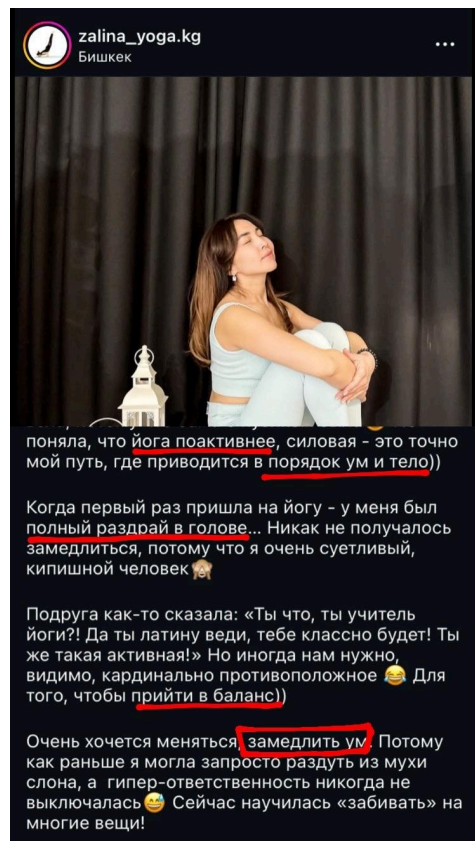 zalina_yoga.kg
Бишкек
поняла, что йога поактивнее, силовая - это точно
мой путь, где приводится в порядок ум и тело))
Когда первый раз пришла на йогу - у меня был
полный раздрай в голове... Никак не получалось
замедлиться, потому что я очень суетливый,
кипишной человек🙈
Подруга как-то сказала: «Ты что, ты учитель
йоги?! Да ты латину веди, тебе классно будет! Ты
же такая активная!» Но иногда нам нужно,
видимо, кардинально противоположное 😂 Для
того, чтобы прийти в баланс))
Очень хочется меняться, замедлить ум. Потому
как раньше я могла запросто раздуть из мухи
слона, а гипер-ответственность никогда не
выключалась😅 Сейчас научилась «забивать» на
многие вещи!